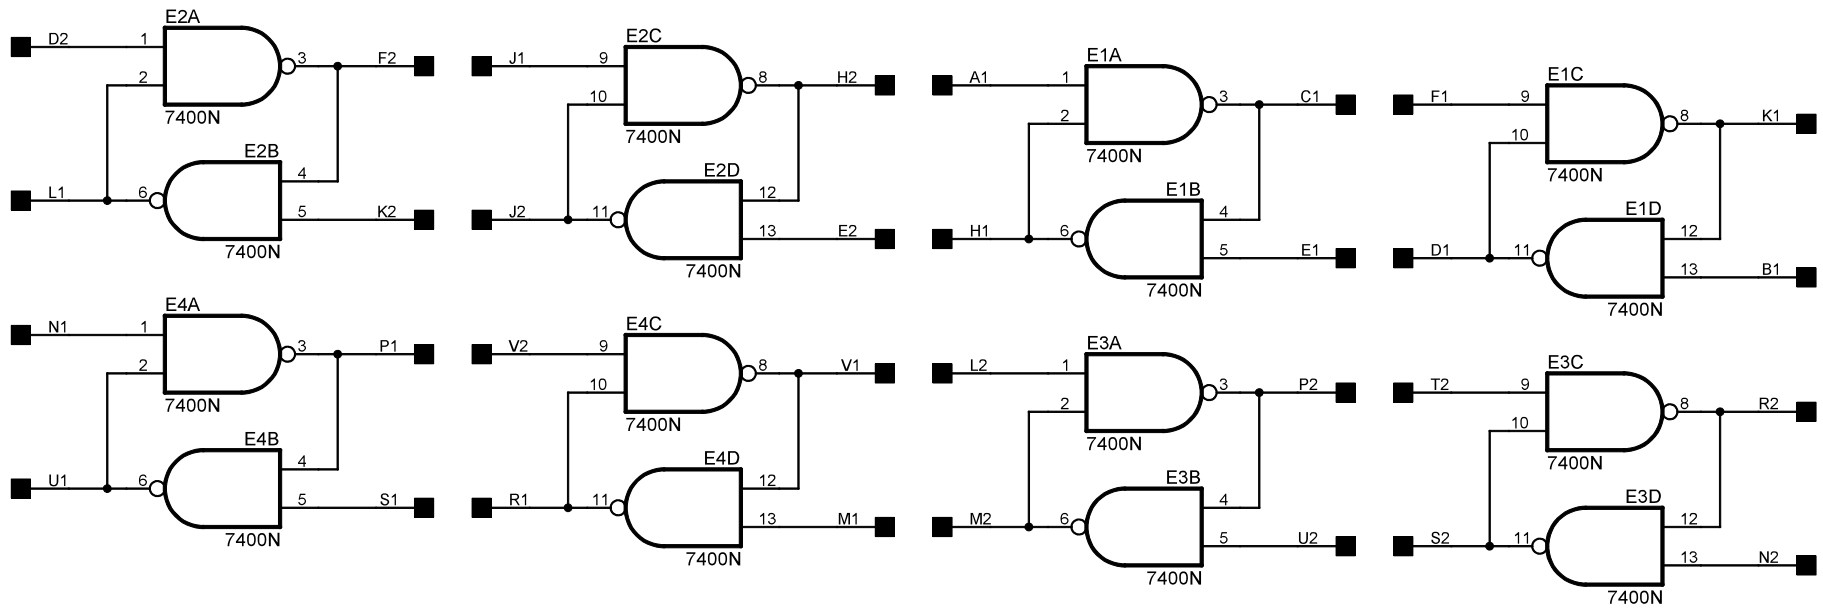 E2A
D2 1
3 F2
2
7400N
E2B
4
L1 6
5 K2
7400N
E2C
J1 9
8 H2
10
7400N
E2D
12
J2 11
13 E2
7400N
E1A
A1 1
3 C1
2
7400N
E1B
4
H1 6
5 E1
7400N
E1C
F1 9
8 K1
10
7400N
E1D
12
D1 11
13 B1
7400N
E4A
N1 1
3 P1
2
7400N
E4B
4
U1 6
5 S1
7400N
E4C
V2 9
8 V1
10
7400N
E4D
12
R1 11
13 M1
7400N
E3A
L2 1
3 P2
2
7400N
E3B
4
M2 6
5 U2
7400N
E3C
T2 9
8 R2
10
7400N
E3D
12
S2 11
13 N2
7400N